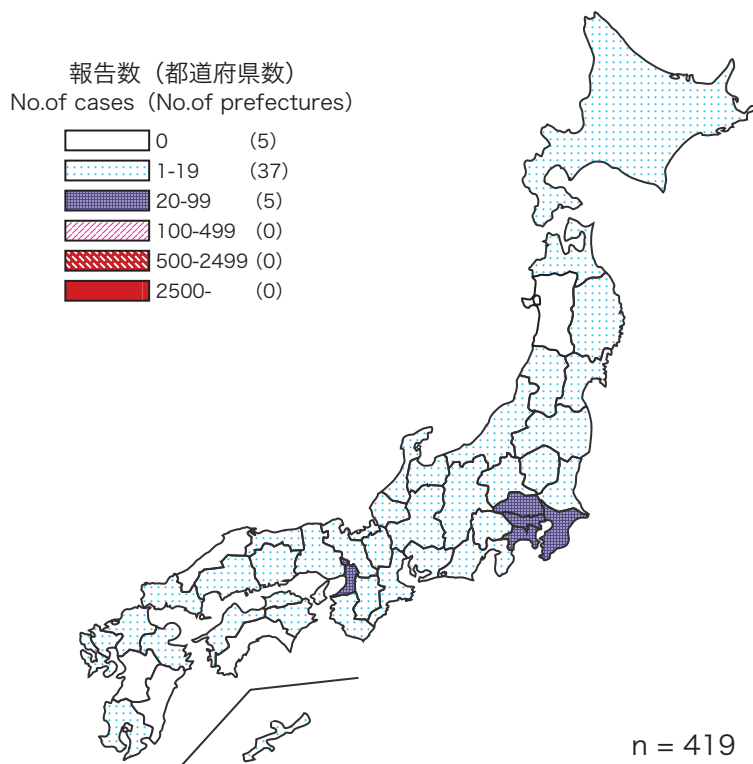 報告数（都道府県数）
No.of cases（No.of prefectures）
0 (5)
1-19 (37)
20-99 (5)
100-499 (0)
500-2499 (0)
2500- (0)
n = 419